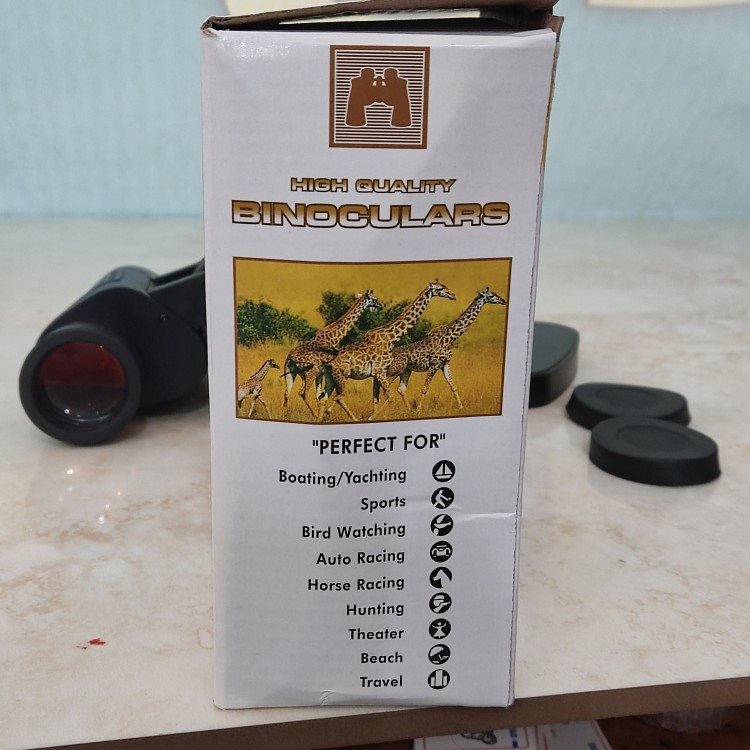 HIGH QUALITY
BINOCULARS
"PERFECT FOR"
Boating/Yachting
Sports
Bird Watching
Auto Racing
Horse Racing
Hunting
Theater
Beach
Travel